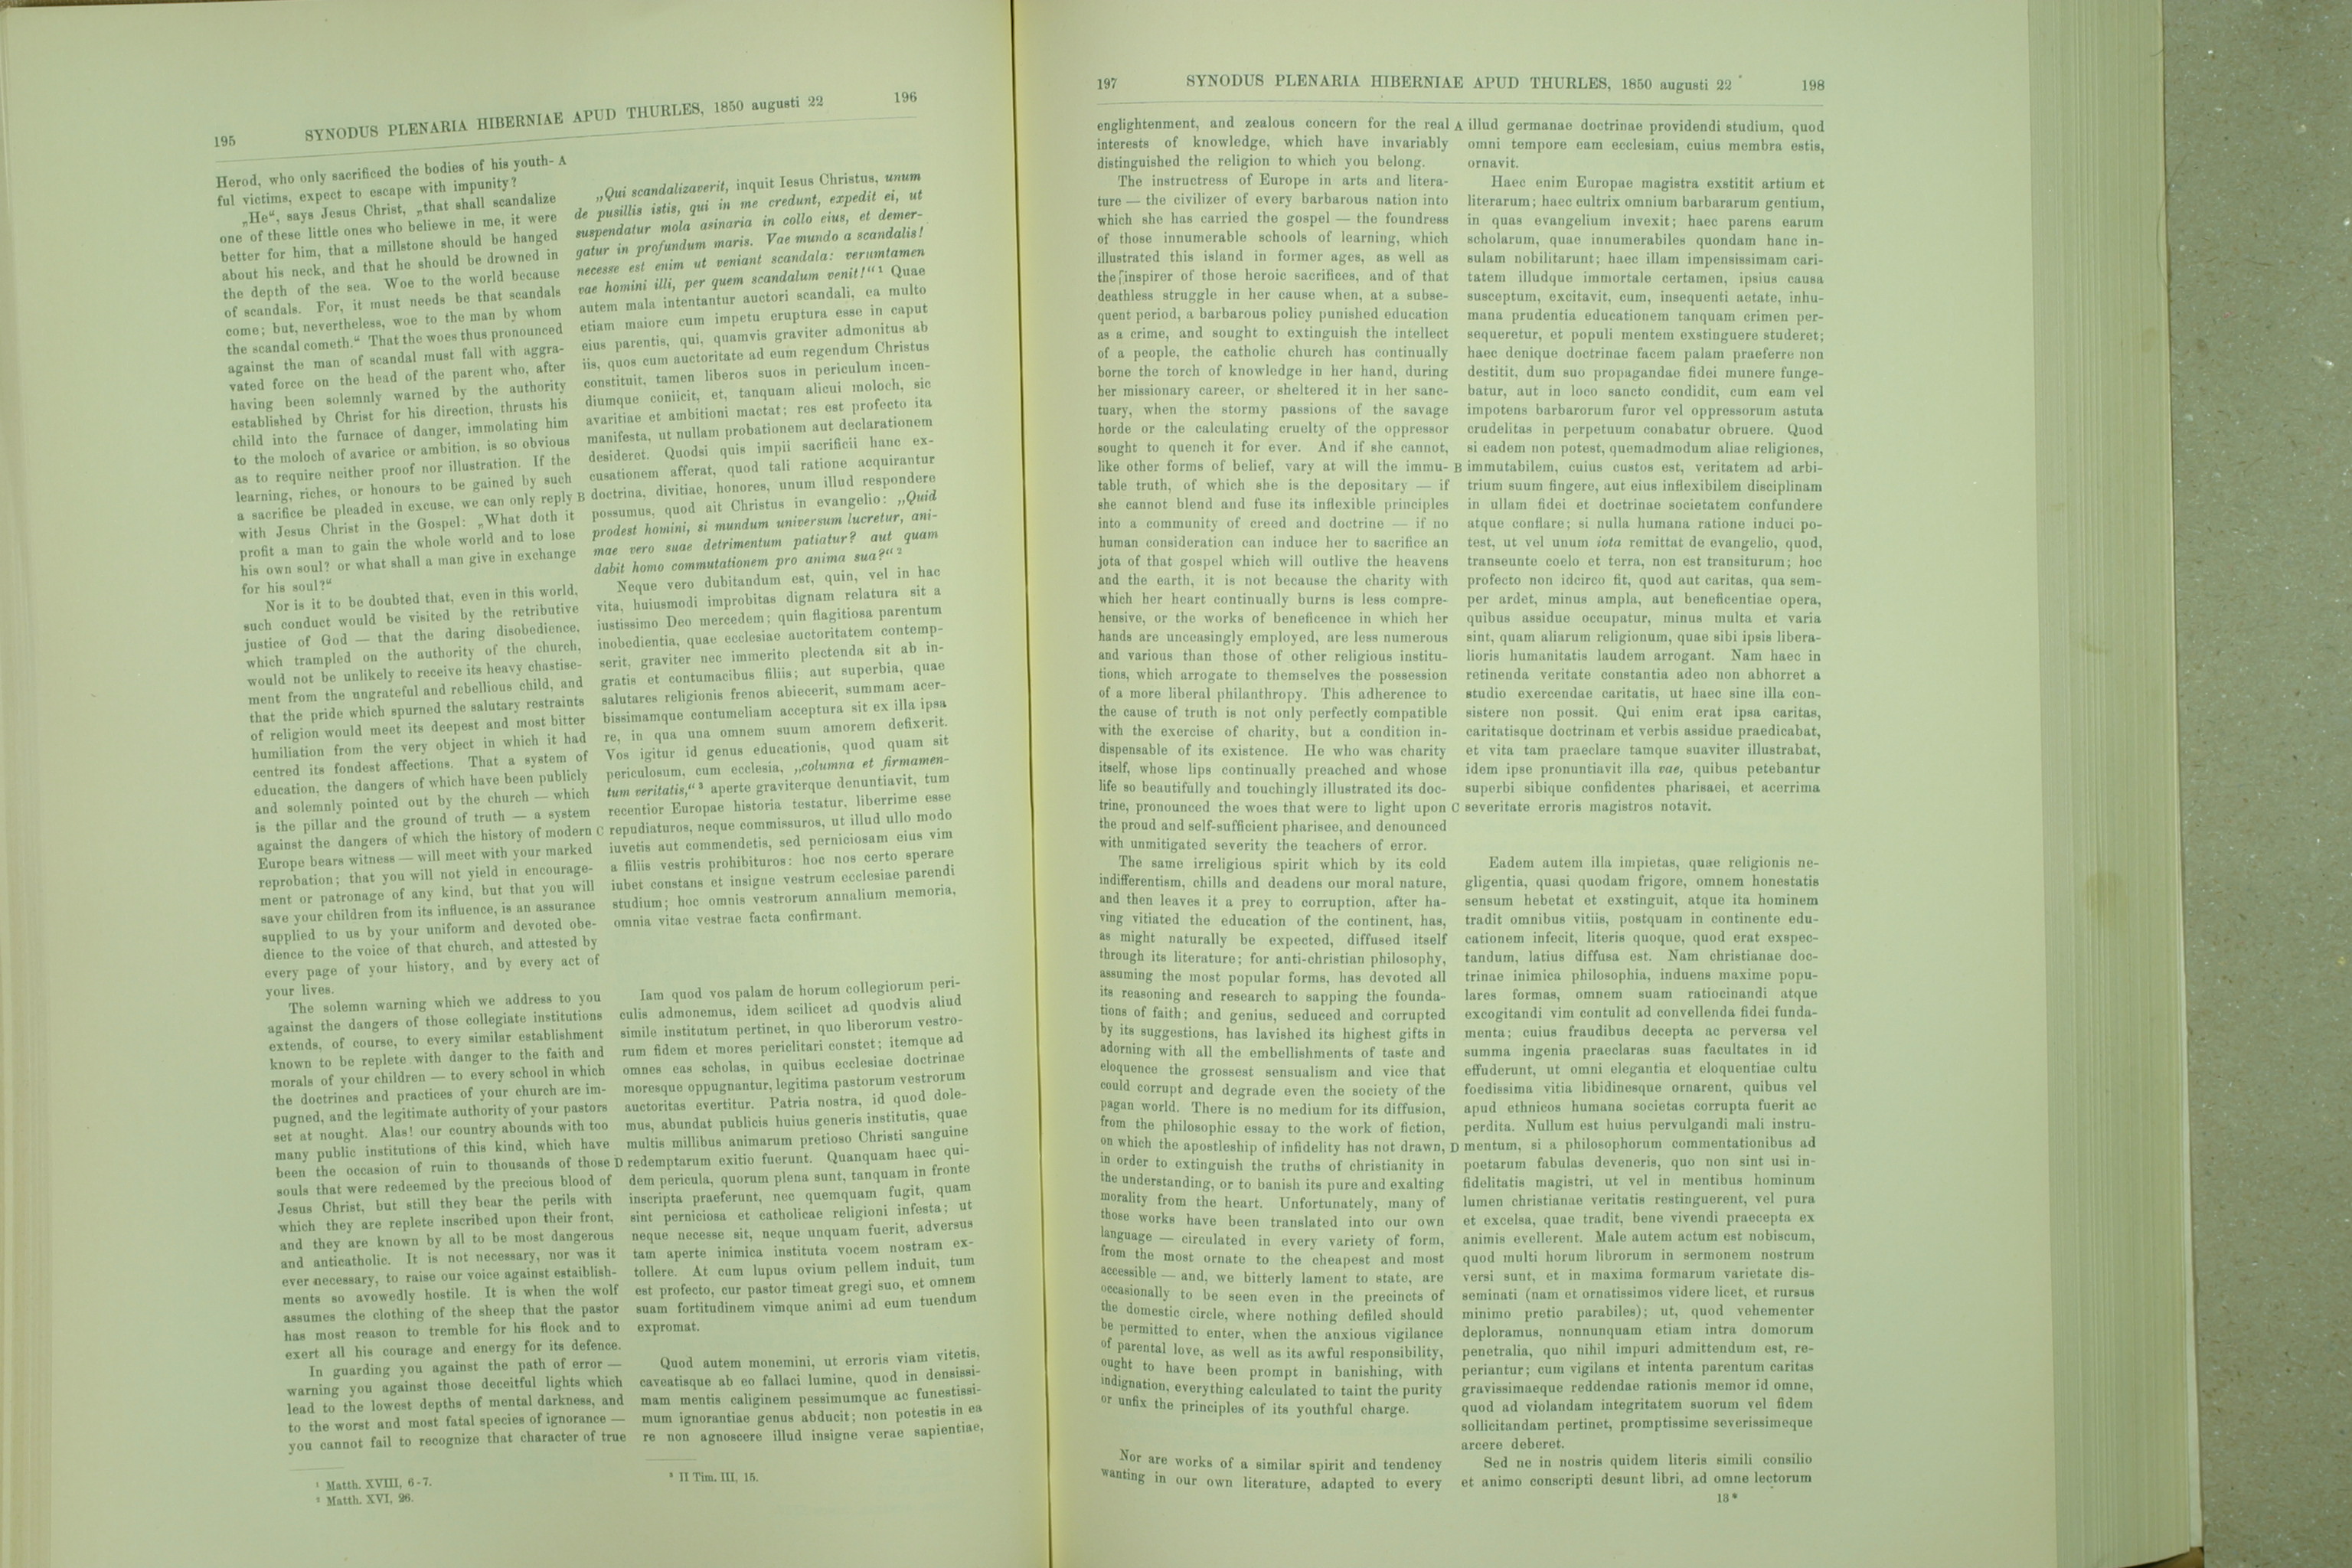 195
SYNODUS PLENARIA HIBERNIAE APUD THURLES, 1850 augusti 22
196
Herod, who only sacrificed the bodies of his youth- A
ful victims, expect to escape with impunity?
„He“, says Jesus Christ, „that shall scandalize
one of these little ones who beliewe in me, it were
better for him, that a millstone should be hanged
about his neck, and that he should be drowned in
the depth of the sea. Woe to the world because
of scandals. For, it must needs be that scandals
come; but, nevertheless, woe to the man by whom
the scandal cometh.“ That the woes thus pronounced
against the man of scandal must fall with aggra-
vated force on the head of the parent who, after
having been solemnly warned by the authority
established by Christ for his direction, thrusts his
child into the furnace of danger, immolating him
to the moloch of avarice or ambition, is so obvious
as to require neither proof nor illustration. If the
learning, riches, or honours to be gained by such
a sacrifice be pleaded in excuse, we can only reply B
with Jesus Christ in the Gospel: „What doth it
profit a man to gain the whole world and to lose
his own soul? or what shall a man give in exchange
for his soul?“
Nor is it to be doubted that, even in this world,
such conduct would be visited by the retributive
justice of God — that the daring disobedience,
which trampled on the authority of the church,
would not be unlikely to receive its heavy chastise-
ment from the ungrateful and rebellious child, and
that the pride which spurned the salutary restraints
of religion would meet its deepest and most bitter
humiliation from the very object in which it had
centred its fondest affections. That a system of
education, the dangers of which have been publicly
and solemnly pointed out by the church — which
is the pillar and the ground of truth — a system
against the dangers of which the history of modern C
Europe bears witness — will meet with your marked
reprobation; that you will not yield in encourage-
ment or patronage of any kind, but that you will
save your children from its influence, is an assurance
supplied to us by your uniform and devoted obe-
dience to the voice of that church, and attested by
every page of your history, and by every act of
your lives.
The solemn warning which we address to you
against the dangers of those collegiate institutions
extends, of course, to every similar establishment
known to be replete with danger to the faith and
morals of your children — to every school in which
the doctrines and practices of your church are im-
pugned, and the legitimate authority of your pastors
set at nought. Alas! our country abounds with too
many public institutions of this kind, which have
been the occasion of ruin to thousands of those D
souls that were redeemed by the precious blood of
Jesus Christ, but still they bear the perils with
which they are replete inscribed upon their front,
and they are known by all to be most dangerous
and anticatholic. It is not necessary, nor was it
ever necessary, to raise our voice against estaiblish-
ments so avowedly hostile. It is when the wolf
assumes the clothing of the sheep that the pastor
has most reason to tremble for his flock and to
exert all his courage and energy for its defence.
In guarding you against the path of error —
warning you against those deceitful lights which
lead to the lowest depths of mental darkness, and
to the worst and most fatal species of ignorance —
you cannot fail to recognize that character of true
¹ Matth. XVIII, 6-7.
² Matth. XVI, 26.
„Qui scandalizaverit, inquit Iesus Christus, unum
de pusillis istis, qui in me credunt, expedit ei, ut
suspendatur mola asinaria in collo eius, et demer-
gatur in profundum maris. Vae mundo a scandalis!
necesse est enim ut veniant scandala: verumtamen
vae homini illi, per quem scandalum venit!“¹ Quae
autem mala intentantur auctori scandali, ea multo
etiam maiore cum impetu eruptura esse in caput
eius parentis, qui, quamvis graviter admonitus ab
iis, quos cum auctoritate ad eum regendum Christus
constituit, tamen liberos suos in periculum incen-
diumque coniicit, et, tanquam alicui moloch, sic
avaritiae et ambitioni mactat; res est profecto ita
manifesta, ut nullam probationem aut declarationem
desideret. Quodsi quis impii sacrificii hanc ex-
cusationem afferat, quod tali ratione acquirantur
doctrina, divitiae, honores, unum illud respondere
possumus, quod ait Christus in evangelio: „Quid
prodest homini, si mundum universum lucretur, ani-
mae vero suae detrimentum patiatur? aut quam
dabit homo commutationem pro anima sua?“²
Neque vero dubitandum est, quin, vel in hac
vita, huiusmodi improbitas dignam relatura sit a
iustissimo Deo mercedem; quin flagitiosa parentum
inobedientia, quae ecclesiae auctoritatem contemp-
serit, graviter nec immerito plectenda sit ab in-
gratis et contumacibus filiis; aut superbia, quae
salutares religionis frenos abiecerit, summam acer-
bissimamque contumeliam acceptura sit ex illa ipsa
re, in qua una omnem suum amorem defixerit.
Vos igitur id genus educationis, quod quam sit
periculosum, cum ecclesia, „columna et firmamen-
tum veritatis,“³ aperte graviterque denuntiavit, tum
recentior Europae historia testatur, liberrime esse
repudiaturos, neque commissuros, ut illud ullo modo
iuvetis aut commendetis, sed perniciosam eius vim
a filiis vestris prohibituros: hoc nos certo sperare
iubet constans et insigne vestrum ecclesiae parendi
studium; hoc omnis vestrorum annalium memoria,
omnia vitae vestrae facta confirmant.
Iam quod vos palam de horum collegiorum peri-
culis admonemus, idem scilicet ad quodvis aliud
simile institutum pertinet, in quo liberorum vestro-
rum fidem et mores periclitari constet; itemque ad
omnes eas scholas, in quibus ecclesiae doctrinae
moresque oppugnantur, legitima pastorum vestrorum
auctoritas evertitur. Patria nostra, id quod dole-
mus, abundat publicis huius generis institutis, quae
multis millibus animarum pretioso Christi sanguine
redemptarum exitio fuerunt. Quanquam haec qui-
dem pericula, quorum plena sunt, tanquam in fronte
inscripta praeferunt, nec quemquam fugit, quam
sint perniciosa et catholicae religioni infesta; ut
neque necesse sit, neque unquam fuerit, adversus
tam aperte inimica instituta vocem nostram ex-
tollere. At cum lupus ovium pellem induit, tum
est profecto, cur pastor timeat gregi suo, et omnem
suam fortitudinem vimque animi ad eum tuendum
expromat.
Quod autem monemini, ut erroris viam vitetis,
caveatisque ab eo fallaci lumine, quod in densissi-
mam mentis caliginem pessimumque ac funestissi-
mum ignorantiae genus abducit; non potestis in ea
re non agnoscere illud insigne verae sapientiae,
³ II Tim. III, 15.
197
SYNODUS PLENARIA HIBERNIAE APUD THURLES, 1850 augusti 22
198
englightenment, and zealous concern for the real A
interests of knowledge, which have invariably
distinguished the religion to which you belong.
The instructress of Europe in arts and litera-
ture — the civilizer of every barbarous nation into
which she has carried the gospel — the foundress
of those innumerable schools of learning, which
illustrated this island in former ages, as well as
the inspirer of those heroic sacrifices, and of that
deathless struggle in her cause when, at a subse-
quent period, a barbarous policy punished education
as a crime, and sought to extinguish the intellect
of a people, the catholic church has continually
borne the torch of knowledge in her hand, during
her missionary career, or sheltered it in her sanc-
tuary, when the stormy passions of the savage
horde or the calculating cruelty of the oppressor
sought to quench it for ever. And if she cannot,
like other forms of belief, vary at will the immu- B
table truth, of which she is the depositary — if
she cannot blend and fuse its inflexible principles
into a community of creed and doctrine — if no
human consideration can induce her to sacrifice an
jota of that gospel which will outlive the heavens
and the earth, it is not because the charity with
which her heart continually burns is less compre-
hensive, or the works of beneficence in which her
hands are unceasingly employed, are less numerous
and various than those of other religious institu-
tions, which arrogate to themselves the possession
of a more liberal philanthropy. This adherence to
the cause of truth is not only perfectly compatible
with the exercise of charity, but a condition in-
dispensable of its existence. He who was charity
itself, whose lips continually preached and whose
life so beautifully and touchingly illustrated its doc-
trine, pronounced the woes that were to light upon C
the proud and self-sufficient pharisee, and denounced
with unmitigated severity the teachers of error.
The same irreligious spirit which by its cold
indifferentism, chills and deadens our moral nature,
and then leaves it a prey to corruption, after ha-
ving vitiated the education of the continent, has,
as might naturally be expected, diffused itself
through its literature; for anti-christian philosophy,
assuming the most popular forms, has devoted all
its reasoning and research to sapping the founda-
tions of faith; and genius, seduced and corrupted
by its suggestions, has lavished its highest gifts in
adorning with all the embellishments of taste and
eloquence the grossest sensualism and vice that
could corrupt and degrade even the society of the
pagan world. There is no medium for its diffusion,
from the philosophic essay to the work of fiction,
on which the apostleship of infidelity has not drawn, D
in order to extinguish the truths of christianity in
the understanding, or to banish its pure and exalting
morality from the heart. Unfortunately, many of
those works have been translated into our own
language — circulated in every variety of form,
from the most ornate to the cheapest and most
accessible — and, we bitterly lament to state, are
occasionally to be seen even in the precincts of
the domestic circle, where nothing defiled should
be permitted to enter, when the anxious vigilance
of parental love, as well as its awful responsibility,
ought to have been prompt in banishing, with
indignation, everything calculated to taint the purity
or unfix the principles of its youthful charge.
Nor are works of a similar spirit and tendency
wanting in our own literature, adapted to every
illud germanae doctrinae providendi studium, quod
omni tempore eam ecclesiam, cuius membra estis,
ornavit.
Haec enim Europae magistra exstitit artium et
literarum; haec cultrix omnium barbararum gentium,
in quas evangelium invexit; haec parens earum
scholarum, quae innumerabiles quondam hanc in-
sulam nobilitarunt; haec illam impensissimam cari-
tatem illudque immortale certamen, ipsius causa
susceptum, excitavit, cum, insequenti aetate, inhu-
mana prudentia educationem tanquam crimen per-
sequeretur, et populi mentem exstinguere studeret;
haec denique doctrinae facem palam praeferre non
destitit, dum suo propagandae fidei munere funge-
batur, aut in loco sancto condidit, cum eam vel
impotens barbarorum furor vel oppressorum astuta
crudelitas in perpetuum conabatur obruere. Quod
si eadem non potest, quemadmodum aliae religiones,
immutabilem, cuius custos est, veritatem ad arbi-
trium suum fingere, aut eius inflexibilem disciplinam
in ullam fidei et doctrinae societatem confundere
atque conflare; si nulla humana ratione induci po-
test, ut vel unum iota remittat de evangelio, quod,
transeunte coelo et terra, non est transiturum; hoc
profecto non idcirco fit, quod aut caritas, qua sem-
per ardet, minus ampla, aut beneficentiae opera,
quibus assidue occupatur, minus multa et varia
sint, quam aliarum religionum, quae sibi ipsis libera-
lioris humanitatis laudem arrogant. Nam haec in
retinenda veritate constantia adeo non abhorret a
studio exercendae caritatis, ut haec sine illa con-
sistere non possit. Qui enim erat ipsa caritas,
caritatisque doctrinam et verbis assidue praedicabat,
et vita tam praeclare tamque suaviter illustrabat,
idem ipse pronuntiavit illa vae, quibus petebantur
superbi sibique confidentes pharisaei, et acerrima
severitate erroris magistros notavit.
Eadem autem illa impietas, quae religionis ne-
gligentia, quasi quodam frigore, omnem honestatis
sensum hebetat et exstinguit, atque ita hominem
tradit omnibus vitiis, postquam in continente edu-
cationem infecit, literis quoque, quod erat exspec-
tandum, latius diffusa est. Nam christianae doc-
trinae inimica philosophia, induens maxime popu-
lares formas, omnem suam ratiocinandi atque
excogitandi vim contulit ad convellenda fidei funda-
menta; cuius fraudibus decepta ac perversa vel
summa ingenia praeclaras suas facultates in id
effuderunt, ut omni elegantia et eloquentiae cultu
foedissima vitia libidinesque ornarent, quibus vel
apud ethnicos humana societas corrupta fuerit ac
perdita. Nullum est huius pervulgandi mali instru-
mentum, si a philosophorum commentationibus ad
poetarum fabulas deveneris, quo non sint usi in-
fidelitatis magistri, ut vel in mentibus hominum
lumen christianae veritatis restinguerent, vel pura
et excelsa, quae tradit, bene vivendi praecepta ex
animis evellerent. Male autem actum est nobiscum,
quod multi horum librorum in sermonem nostrum
versi sunt, et in maxima formarum varietate dis-
seminati (nam et ornatissimos videre licet, et rursus
minimo pretio parabiles); ut, quod vehementer
deploramus, nonnunquam etiam intra domorum
penetralia, quo nihil impuri admittendum est, re-
periantur; cum vigilans et intenta parentum caritas
gravissimaeque reddendae rationis memor id omne,
quod ad violandam integritatem suorum vel fidem
sollicitandam pertinet, promptissime severissimeque
arcere deberet.
Sed ne in nostris quidem literis simili consilio
et animo conscripti desunt libri, ad omne lectorum
13*